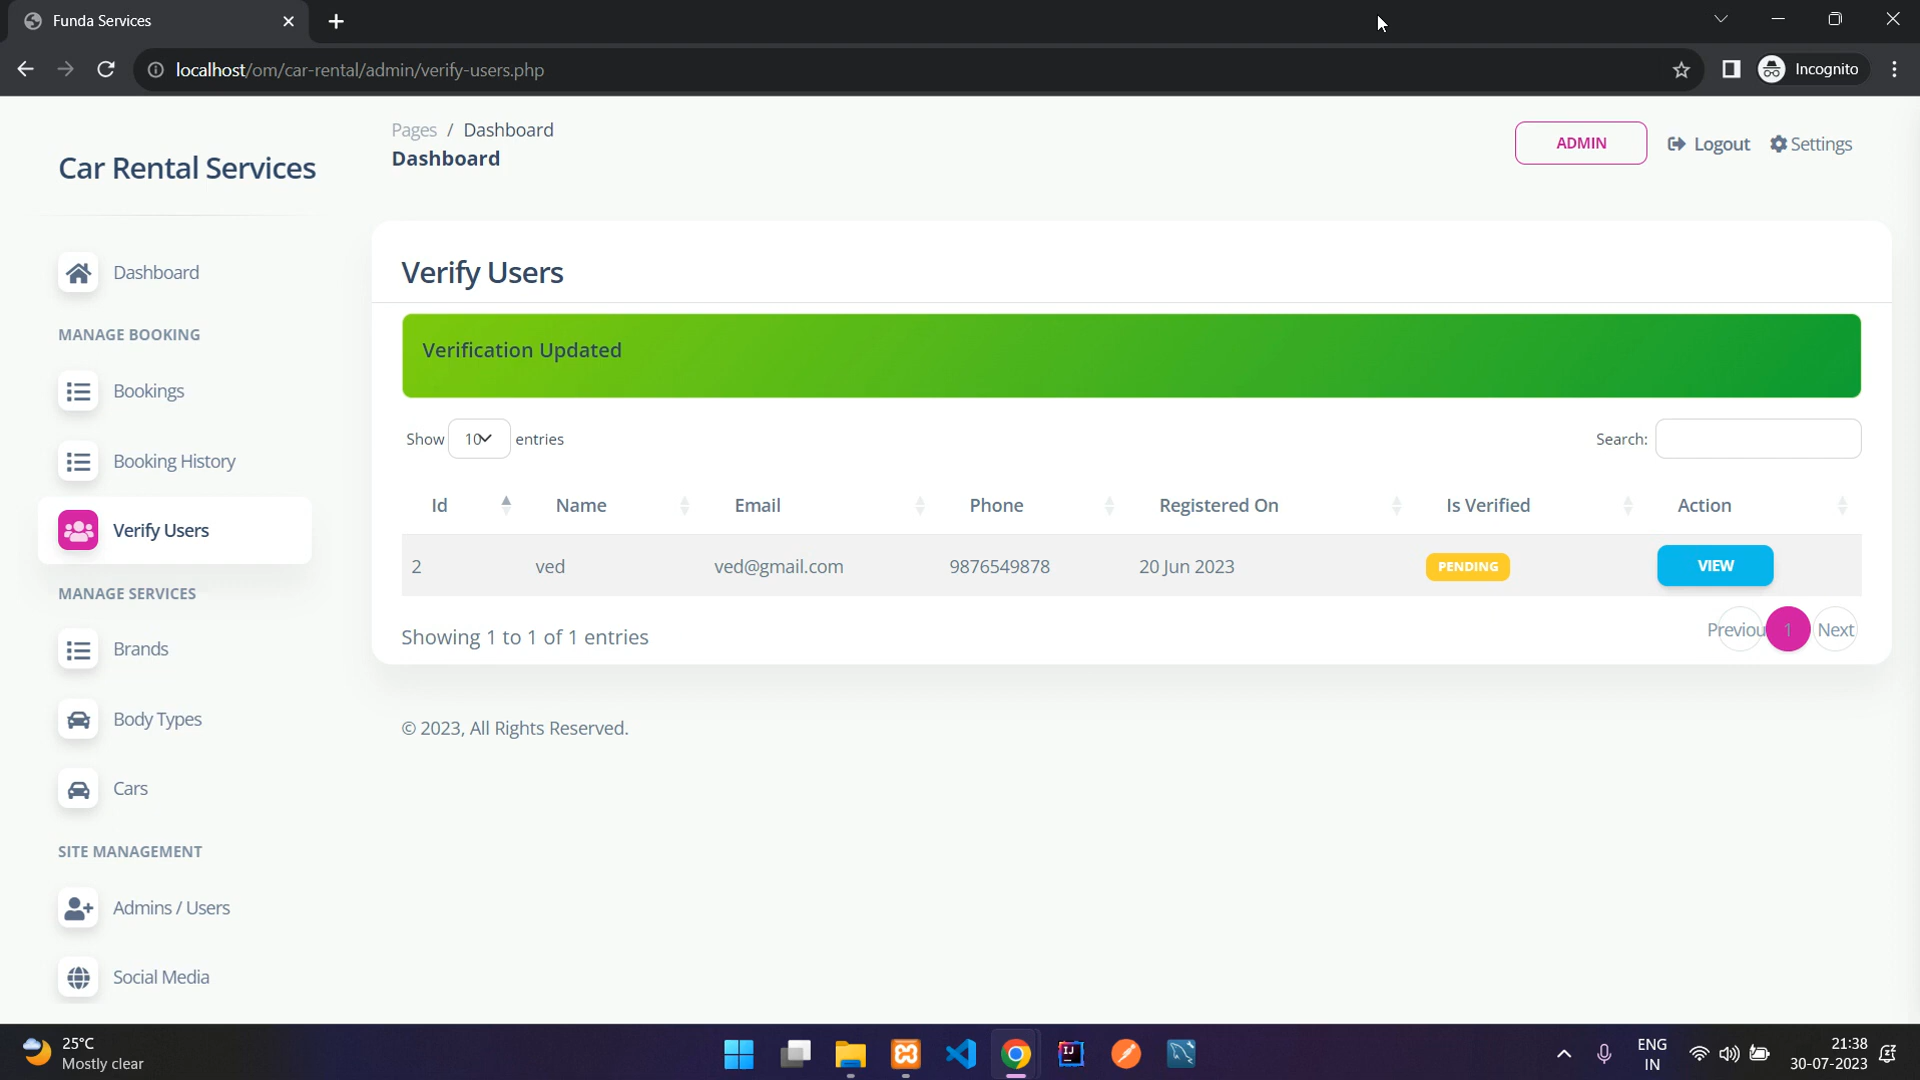 Funda Services
localhost/om/car-rental/admin/verify-users.php
Incognito
Car Rental Services
Pages / Dashboard
Dashboard
ADMIN
Logout
Settings
Dashboard
MANAGE BOOKING
Bookings
Booking History
Verify Users
MANAGE SERVICES
Brands
Body Types
Cars
SITE MANAGEMENT
Admins / Users
Social Media
Verify Users
Verification Updated
Show 10 entries
Search:
Id Name Email Phone Registered On Is Verified Action
2 ved ved@gmail.com 9876549878 20 Jun 2023 PENDING VIEW
Showing 1 to 1 of 1 entries
Previou 1 Next
© 2023, All Rights Reserved.
25°C
Mostly clear
IJ
ENG
IN
21:38
30-07-2023